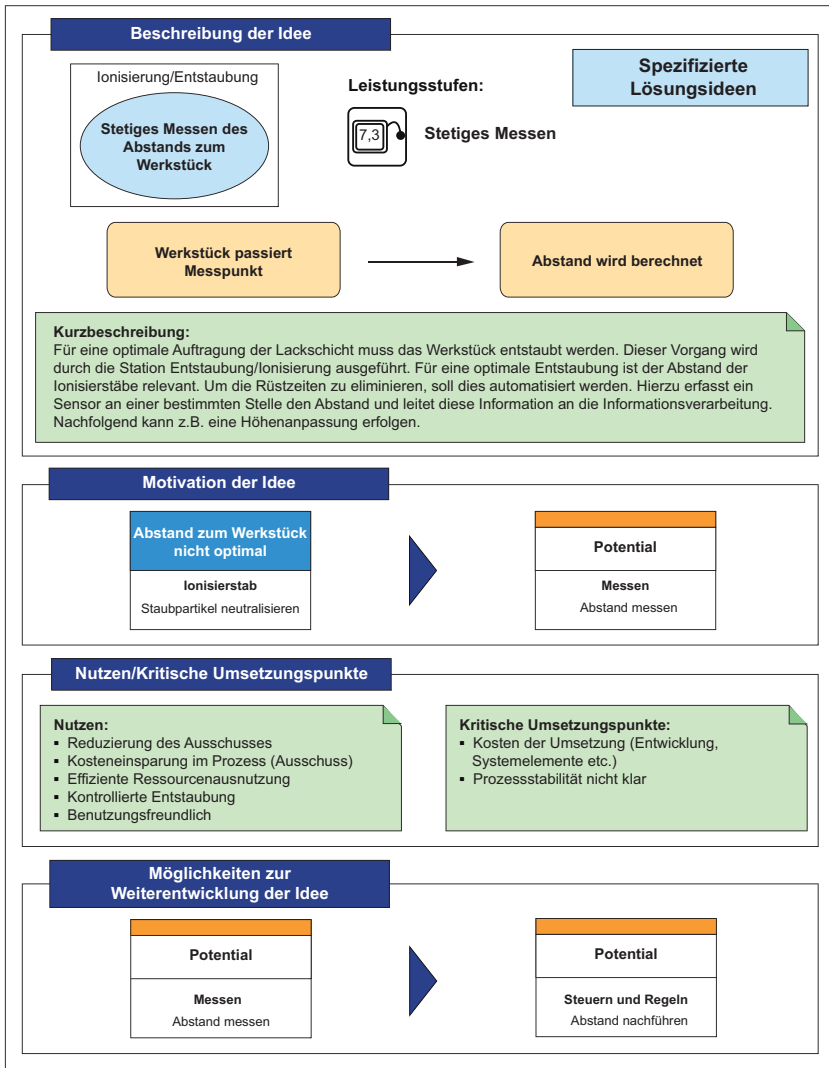 Beschreibung der Idee
Ionisierung/Entstaubung
Stetiges Messen des
Abstands zum
Werkstück
Leistungsstufen:
7,3
Stetiges Messen
Spezifizierte
Lösungsideen
Werkstück passiert
Messpunkt
Abstand wird berechnet
Kurzbeschreibung:
Für eine optimale Auftragung der Lackschicht muss das Werkstück entstaubt werden. Dieser Vorgang wird
durch die Station Entstaubung/Ionisierung ausgeführt. Für eine optimale Entstaubung ist der Abstand der
Ionisierstäbe relevant. Um die Rüstzeiten zu eliminieren, soll dies automatisiert werden. Hierzu erfasst ein
Sensor an einer bestimmten Stelle den Abstand und leitet diese Information an die Informationsverarbeitung.
Nachfolgend kann z.B. eine Höhenanpassung erfolgen.
Motivation der Idee
Abstand zum Werkstück
nicht optimal
Ionisierstab
Staubpartikel neutralisieren
Potential
Messen
Abstand messen
Nutzen/Kritische Umsetzungspunkte
Nutzen:
▪ Reduzierung des Ausschusses
▪ Kosteneinsparung im Prozess (Ausschuss)
▪ Effiziente Ressourcenausnutzung
▪ Kontrollierte Entstaubung
▪ Benutzungsfreundlich
Kritische Umsetzungspunkte:
▪ Kosten der Umsetzung (Entwicklung,
Systemelemente etc.)
▪ Prozessstabilität nicht klar
Möglichkeiten zur
Weiterentwicklung der Idee
Potential
Messen
Abstand messen
Potential
Steuern und Regeln
Abstand nachführen